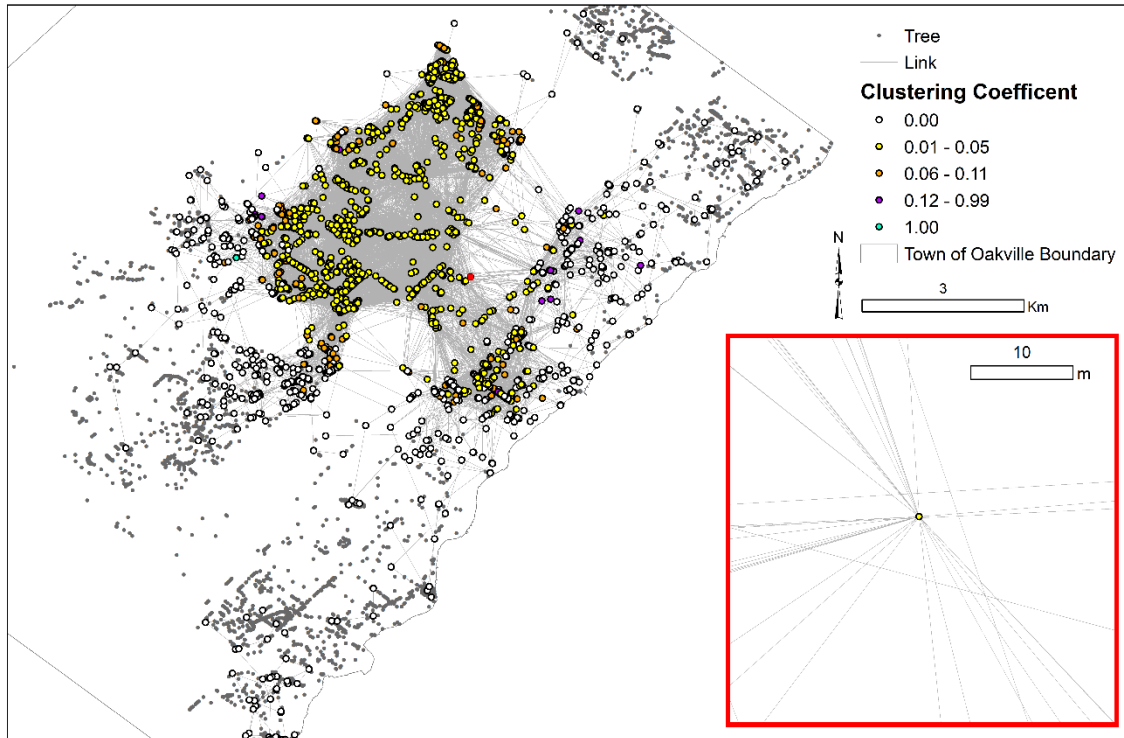 Tree
Link
Clustering Coefficent
0.00
0.01 - 0.05
0.06 - 0.11
0.12 - 0.99
1.00
Town of Oakville Boundary
N
3
Km
10
m